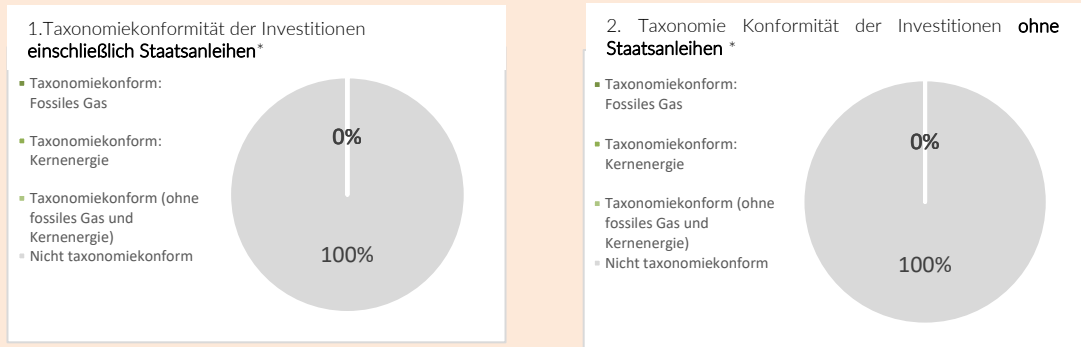 1.Taxonomiekonformität der Investitionen
einschließlich Staatsanleihen*
Taxonomiekonform:
Fossiles Gas
Taxonomiekonform:
Kernenergie
Taxonomiekonform (ohne
fossiles Gas und
Kernenergie)
Nicht taxonomiekonform
0%
100%
2. Taxonomie Konformität der Investitionen ohne
Staatsanleihen *
Taxonomiekonform:
Fossiles Gas
Taxonomiekonform:
Kernenergie
Taxonomiekonform (ohne
fossiles Gas und
Kernenergie)
Nicht taxonomiekonform
0%
100%